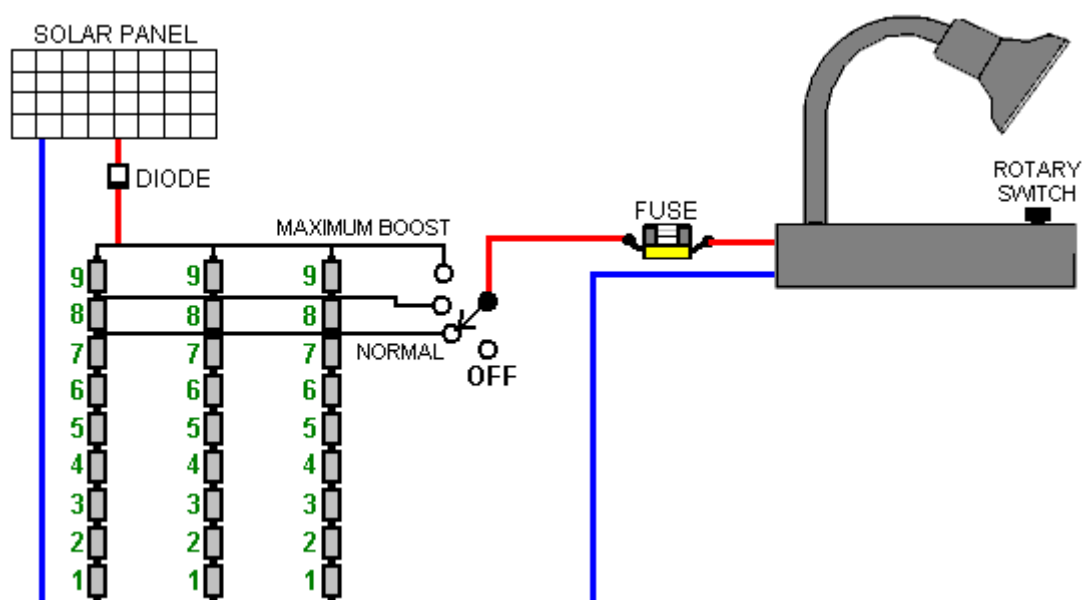 SOLAR PANEL
DIODE
ROTARY
SWITCH
FUSE
MAXIMUM BOOST
9 9 9
8 8 8
NORMAL
7 7 7
OFF
6 6 6
5 5 5
4 4 4
3 3 3
2 2 2
1 1 1